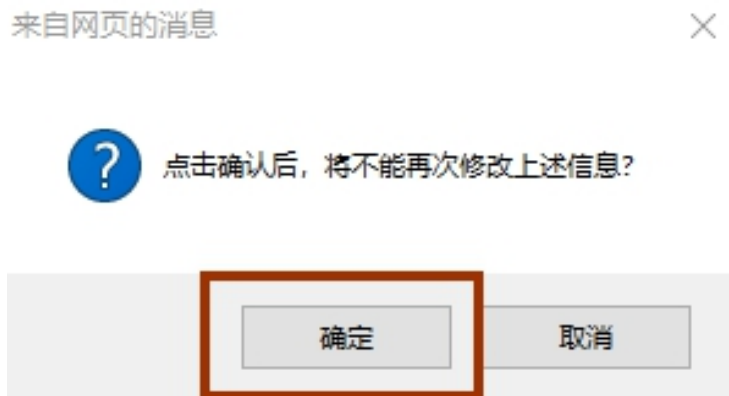 来自网页的消息
点击确认后，将不能再次修改上述信息？
确定
取消